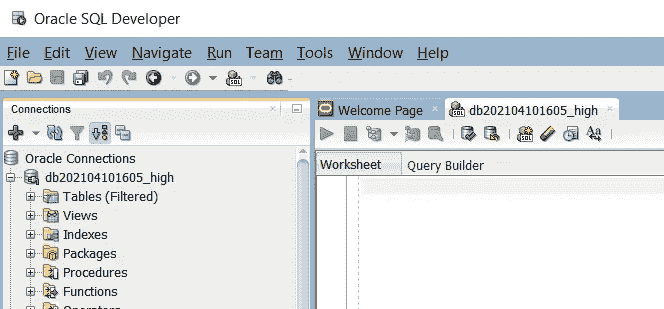 Oracle SQL Developer
File Edit View Navigate Run Team Tools Window Help
Connections
Welcome Page
db202104101605_high
Worksheet
Query Builder
Oracle Connections
db202104101605_high
Tables (Filtered)
Views
Indexes
Packages
Procedures
Functions
Operators